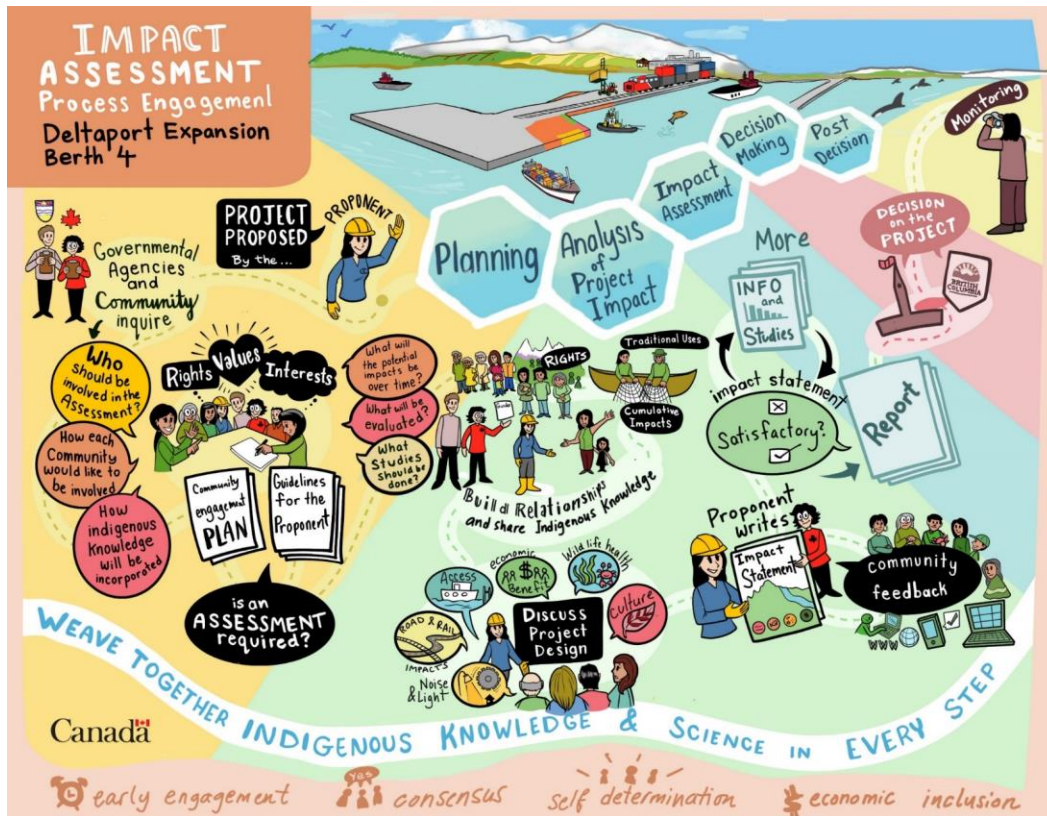 IMPACT
ASSESSMENT
Process Engagement
Deltaport Expansion
Berth 4
Planning
Analysis
of
Project
Impact
Impact
Assessment
Decision
Making
Post
Decision
Monitoring
Governmental
Agencies
and
Community
inquire
PROJECT
PROPOSED
By the ...
PROPONENT
Who
should be
involved in the
Assessment?
How each
Community
would like to
be involved
How
indigenous
Knowledge
will be
incorporated
Rights
Values
Interests
Community
engagement
PLAN
Guidelines
for the
Proponent
is an
ASSESSMENT
required?
What will
the potential
impacts be
over time?
What will be
evaluated?
What
Studies
should be
done?
RIGHTS
Traditional Uses
Cumulative
Impacts
Build Relationships
and share Indigenous Knowledge
Access
economic
$
Benefit
Wild life health
culture
ROAD & RAIL
IMPACTS
Noise
& Light
DISCUSS
Project
Design
More
INFO
and
Studies
impact statement
Satisfactory?
Proponent
writes
Impact
Statement
community
feedback
WWW
Report
DECISION
on the
PROJECT
BRITISH
COLUMBIA
WEAVE TOGETHER INDIGENOUS KNOWLEDGE & SCIENCE IN EVERY STEP
Canada
early engagement
Yes
consensus
self determination
$ economic inclusion